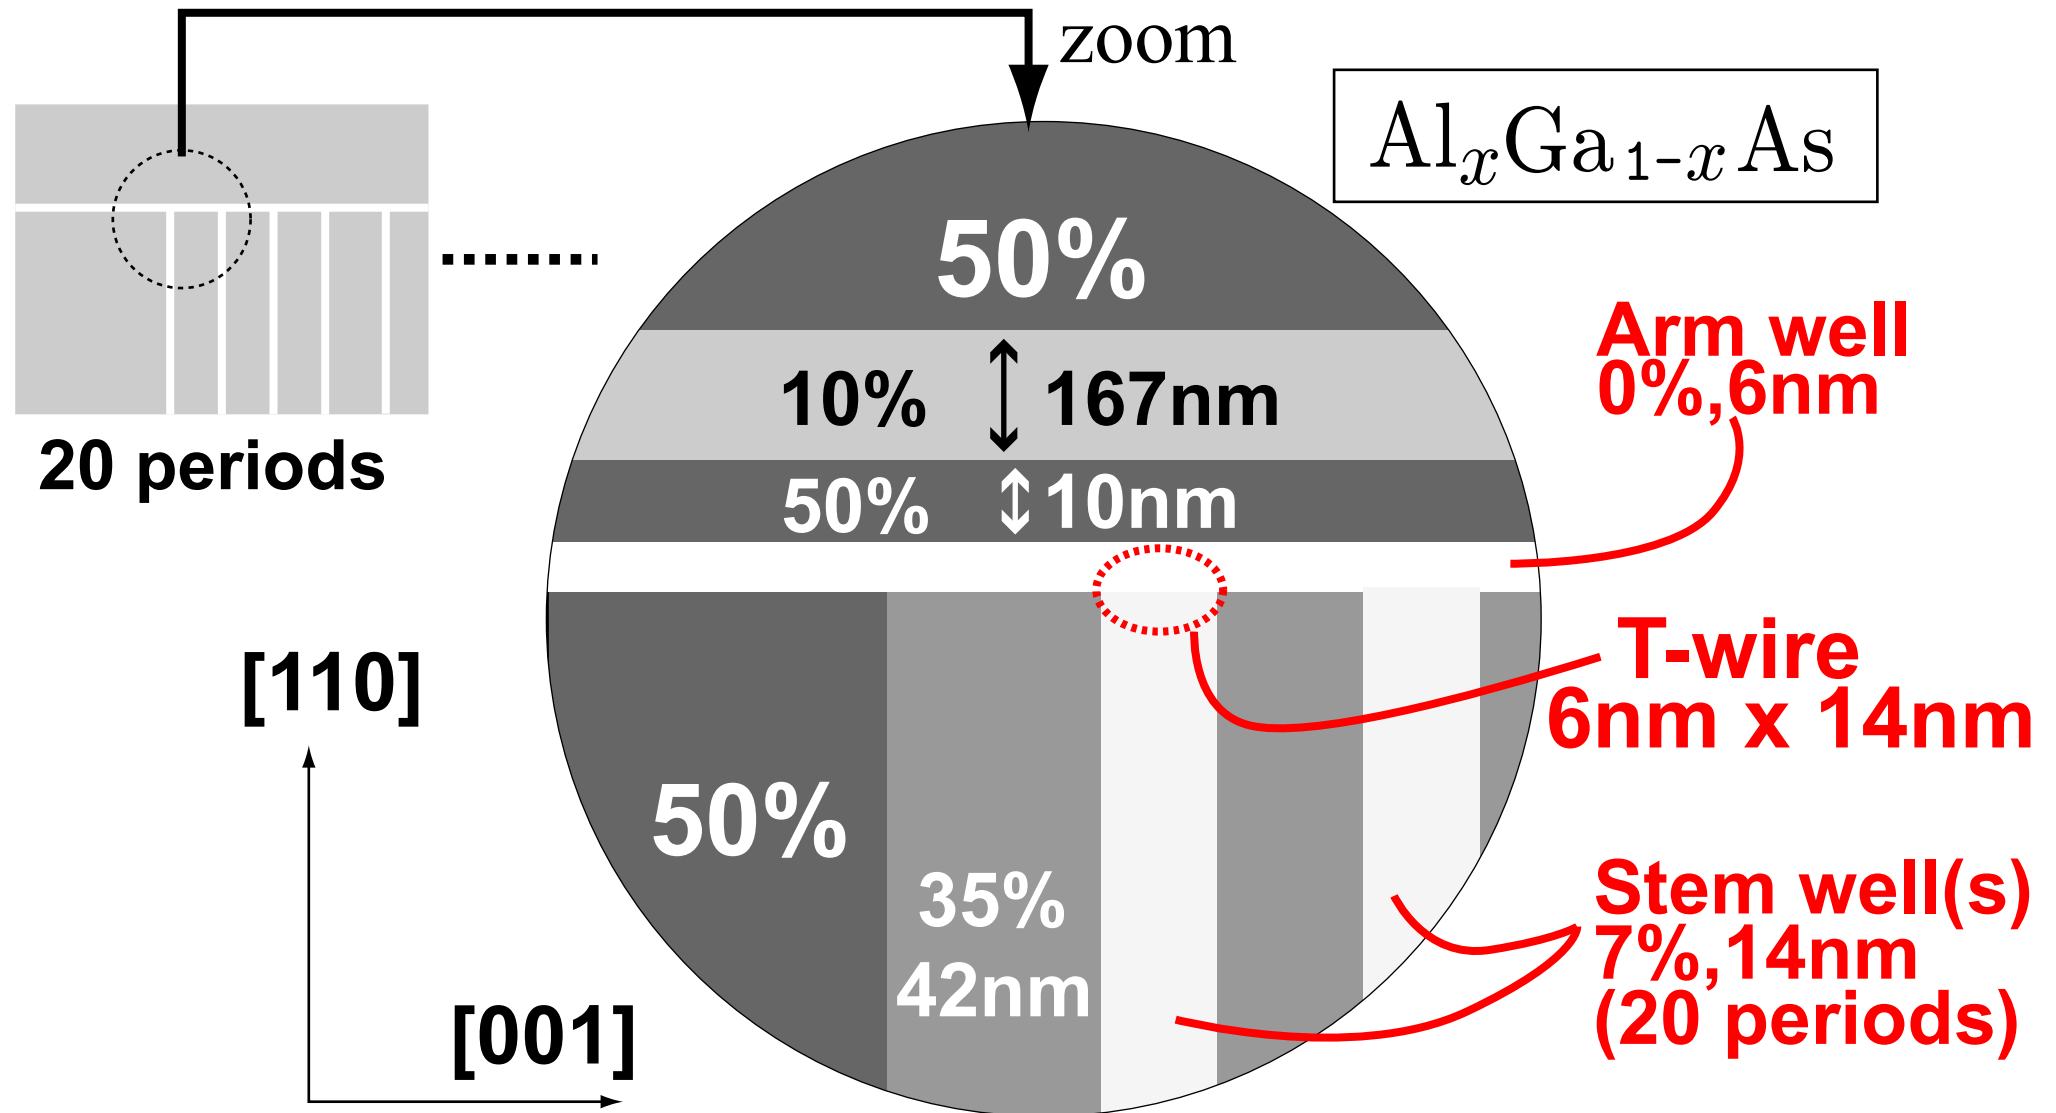 zoom
AlxGa1-xAs
50%
10% 167nm
50% 10nm
20 periods
Arm well
0%,6nm
T-wire
6nm x 14nm
[110]
50%
35%
42nm
Stem well(s)
7%,14nm
(20 periods)
[001]